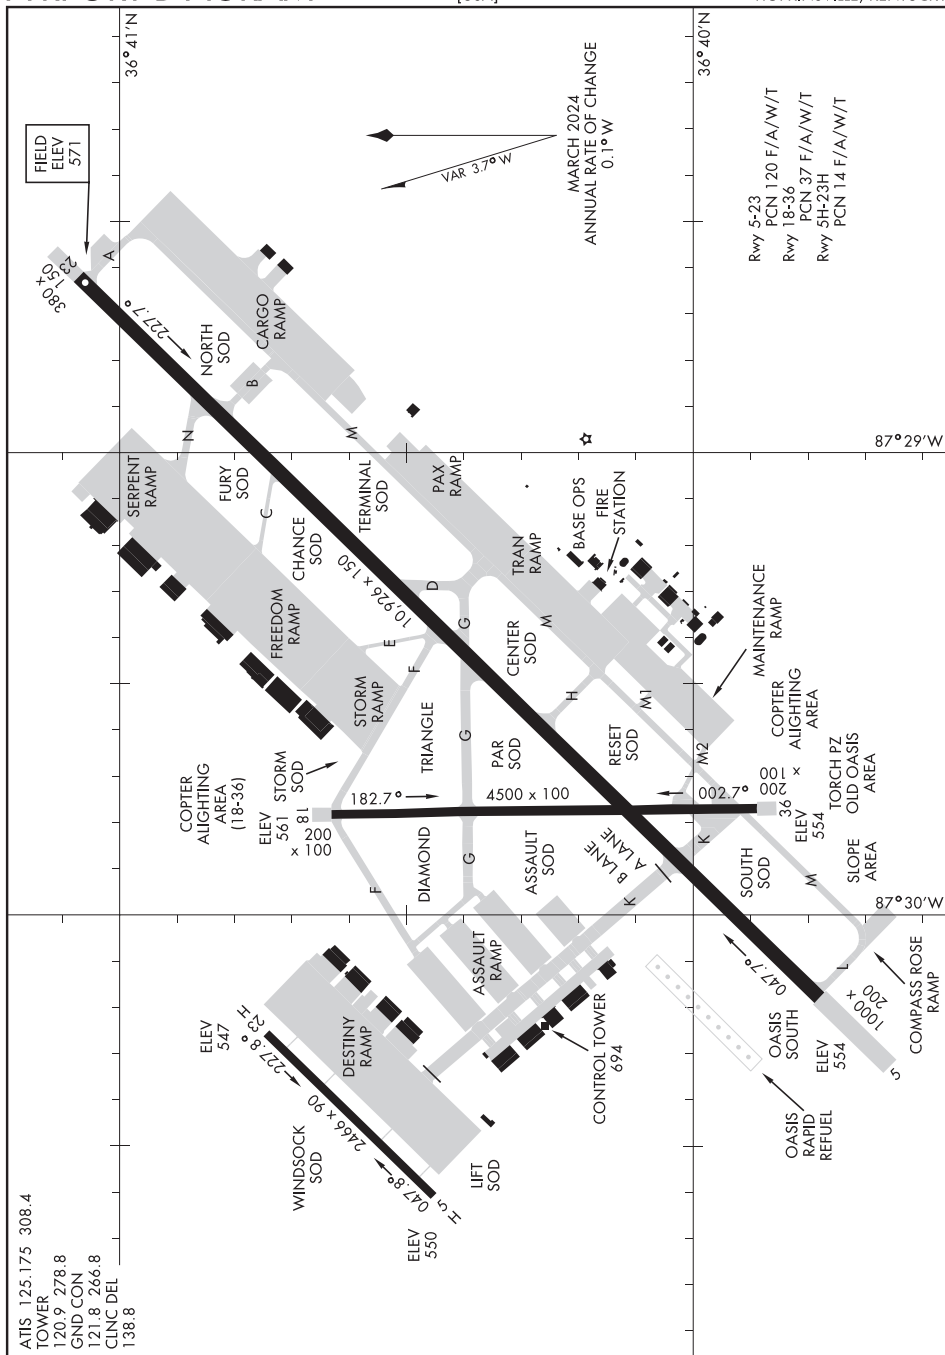 [USA]
ATIS 125.175 308.4
TOWER
120.9 278.8
GND CON
121.8 266.8
CLNC DEL
138.8
36°41'N
36°40'N
87°29'W
87°30'W
FIELD
ELEV
571
VAR 3.7° W
MARCH 2024
ANNUAL RATE OF CHANGE
0.1° W
Rwy 5-23
PCN 120 F/A/W/T
Rwy 18-36
PCN 37 F/A/W/T
Rwy 5H-23H
PCN 14 F/A/W/T
380 x
150
23
A
227.7°
NORTH
SOD
CARGO
RAMP
B
N
M
SERPENT
RAMP
FURY
SOD
C
CHANCE
SOD
TERMINAL
SOD
PAX
RAMP
10,926 x 150
FREEDOM
RAMP
D
TRAN
RAMP
BASE OPS
FIRE
STATION
E
F
G
CENTER
SOD
M
STORM
RAMP
STORM
SOD
TRIANGLE
G
PAR
SOD
H
RESET
SOD
M1
M2
MAINTENANCE
RAMP
COPTER
ALIGHTING
AREA
COPTER
ALIGHTING
AREA
(18-36)
ELEV
561
18
200
x 100
182.7°
4500 x 100
002.7°
36
200
x 100
ELEV
554
TORCH PZ
OLD OASIS
AREA
F
DIAMOND
G
ASSAULT
SOD
B LANE
A LANE
K
K
SOUTH
SOD
M
SLOPE
AREA
ASSAULT
RAMP
DESTINY
RAMP
ELEV
547
23 H
227.8°
2466 x 90
047.8°
5 H
ELEV
550
WINDSOCK
SOD
LIFT
SOD
CONTROL TOWER
694
047.7°
L
1000 x
200
5
OASIS
SOUTH
ELEV
554
COMPASS ROSE
RAMP
OASIS
RAPID
REFUEL